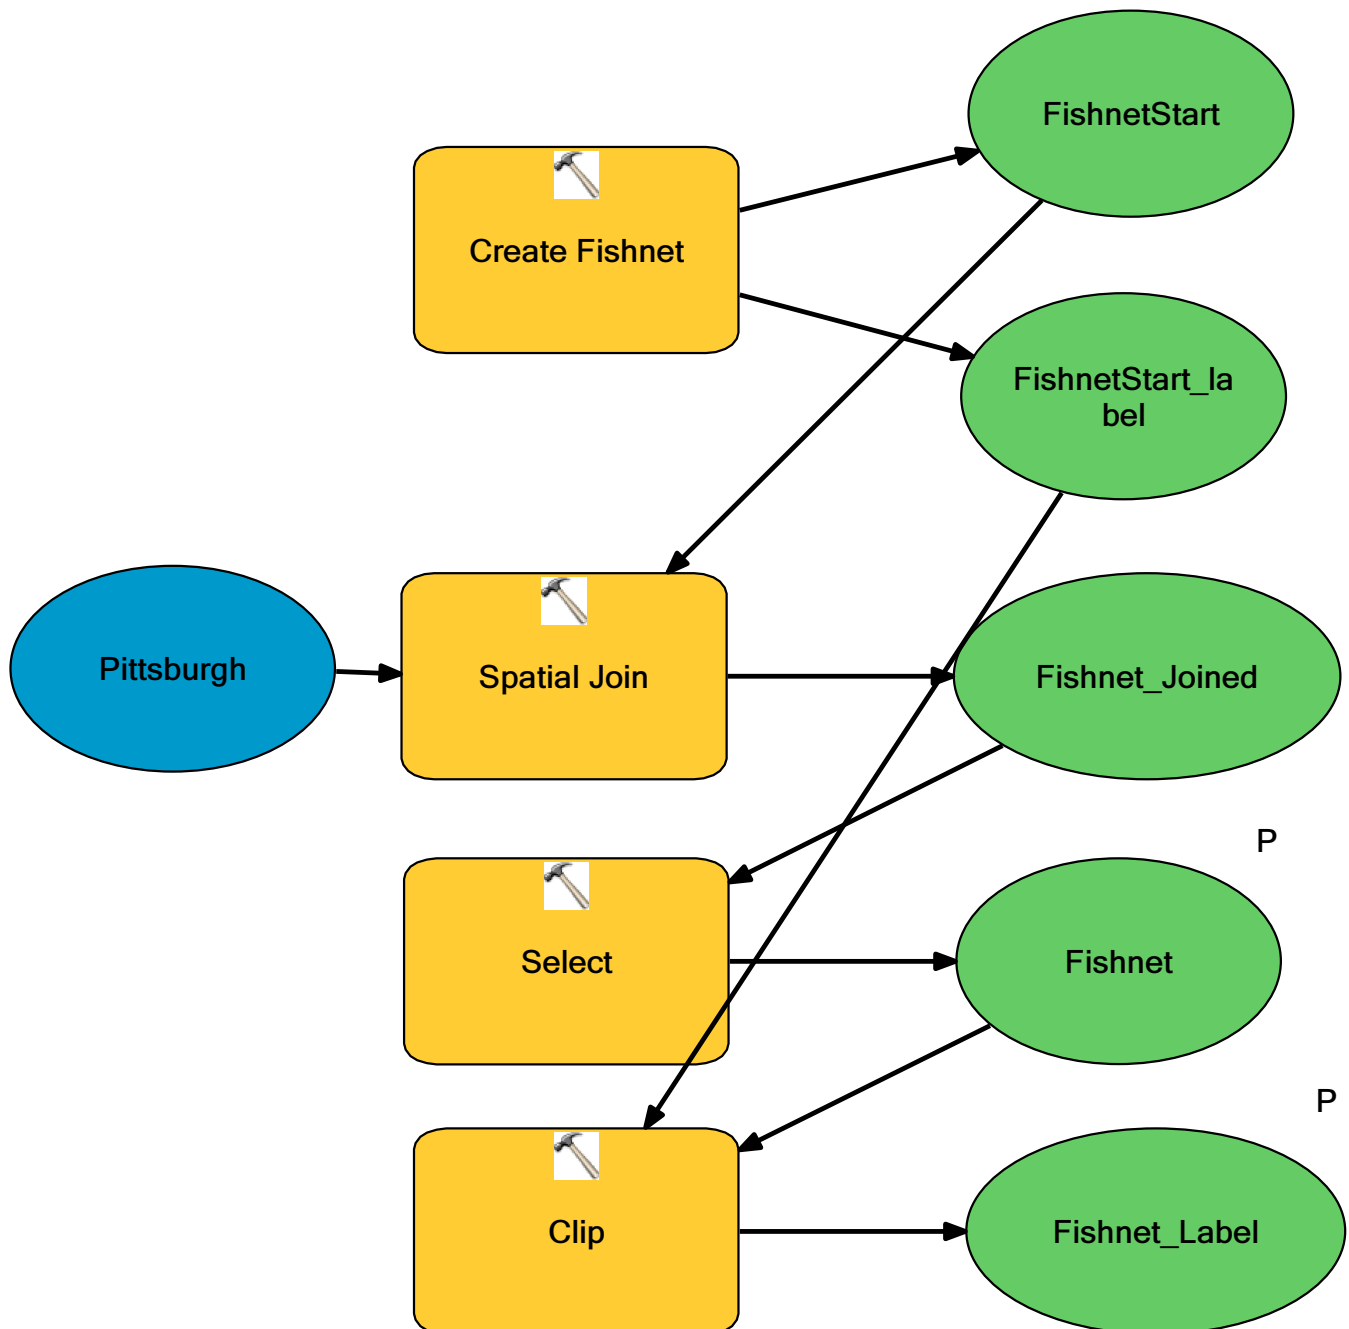 FishnetStart
Create Fishnet
FishnetStart_la
bel
Pittsburgh
Spatial Join
Fishnet_Joined
P
Select
Fishnet
P
Clip
Fishnet_Label